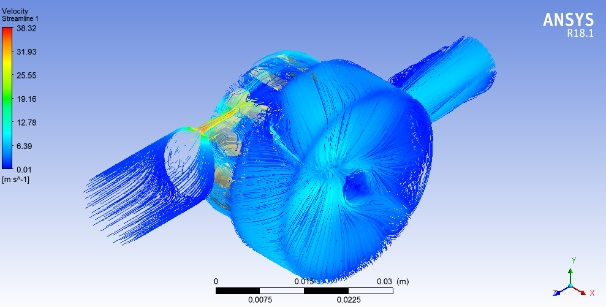 Velocity
Streamline 1
38.32
31.93
25.55
19.16
12.78
6.39
0.01
[m s^-1]
ANSYS
R18.1
0
0.015
0.03 (m)
0.0075
0.0225
Y
Z
X